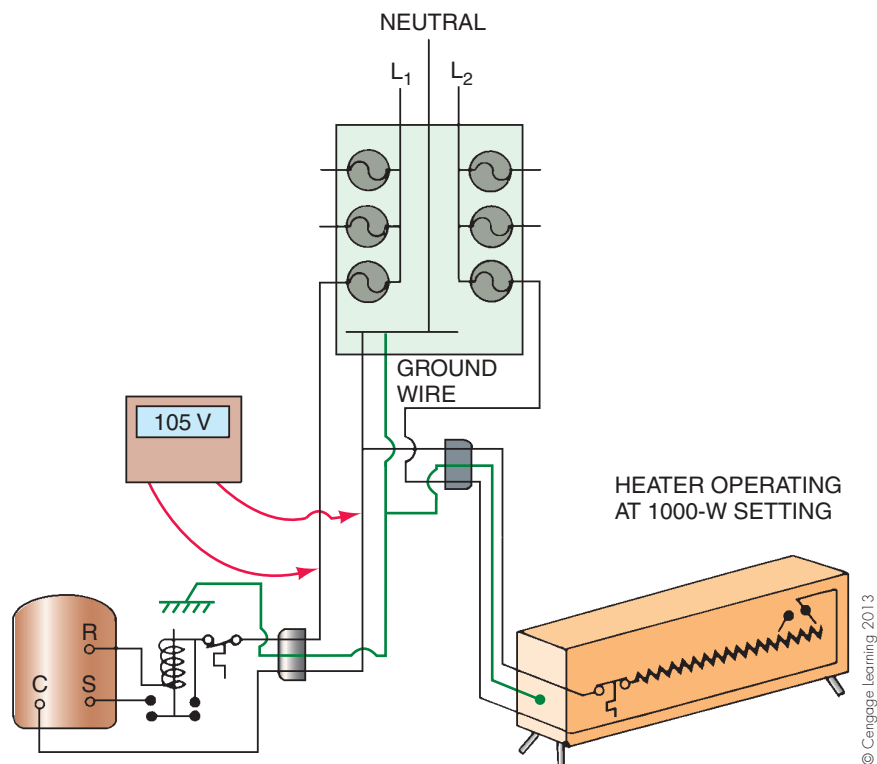 NEUTRAL
L1
L2
GROUND
WIRE
105 V
HEATER OPERATING
AT 1000-W SETTING
R
C
S
© Cengage Learning 2013